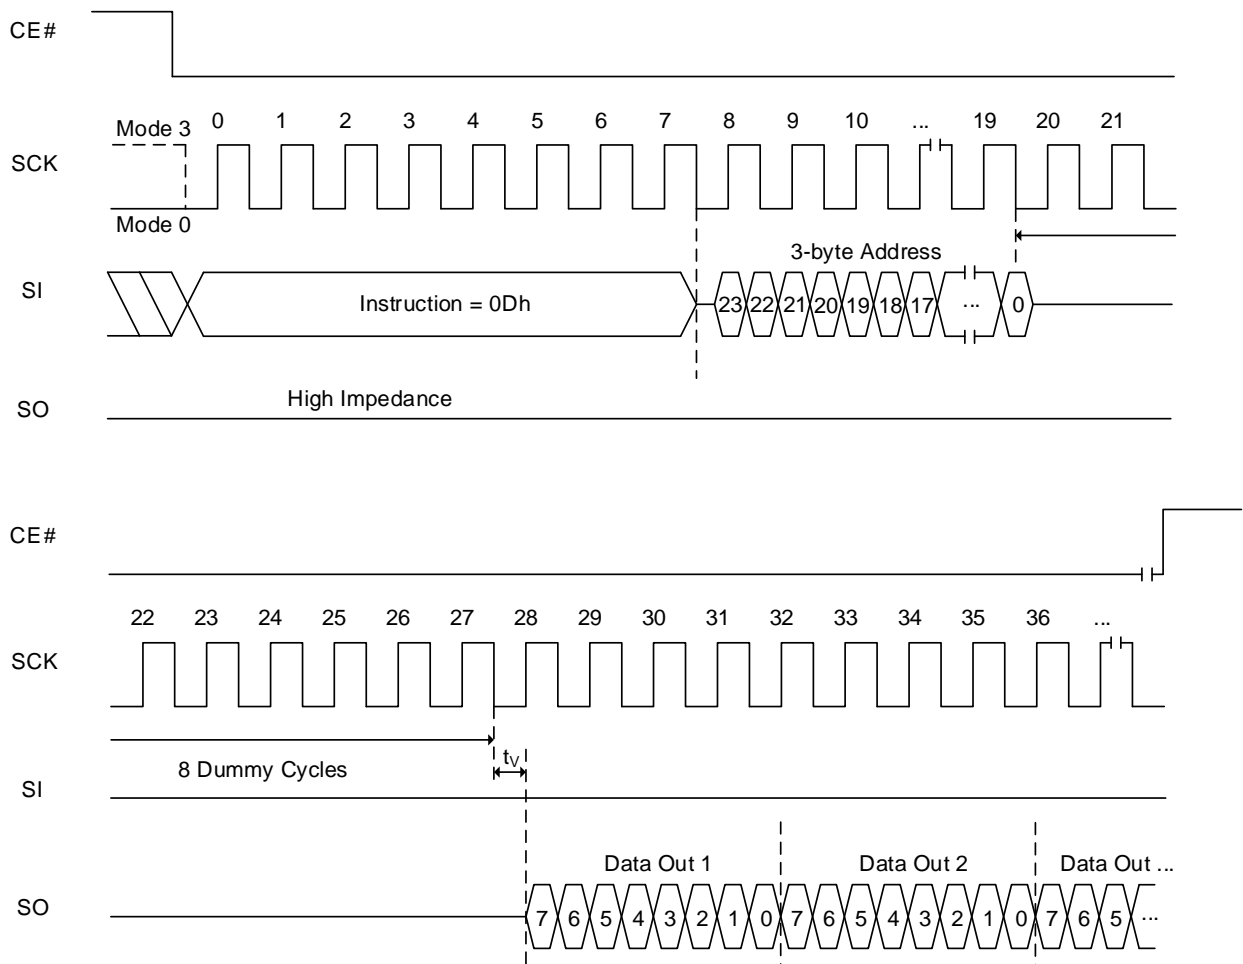 CE#
Mode 3 0 1 2 3 4 5 6 7 8 9 10 ... 19 20 21
SCK
Mode 0
3-byte Address
SI
Instruction = 0Dh 23 22 21 20 19 18 17 ... 0
High Impedance
SO
CE#
22 23 24 25 26 27 28 29 30 31 32 33 34 35 36 ...
SCK
8 Dummy Cycles tV
SI
Data Out 1 Data Out 2 Data Out ...
SO 7 6 5 4 3 2 1 0 7 6 5 4 3 2 1 0 7 6 5 ...